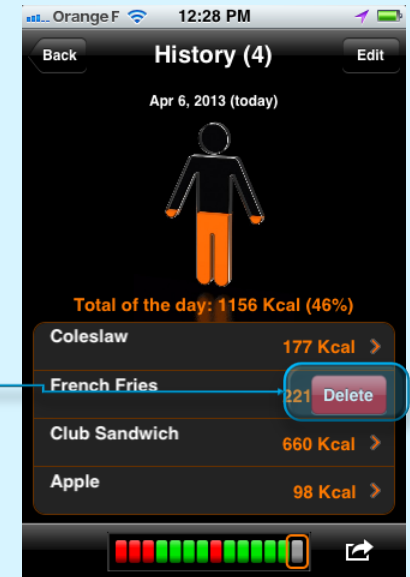 Orange F 12:28 PM
Back History (4) Edit
Apr 6, 2013 (today)
Total of the day: 1156 Kcal (46%)
Coleslaw 177 Kcal
French Fries 221 Delete
Club Sandwich 660 Kcal
Apple 98 Kcal